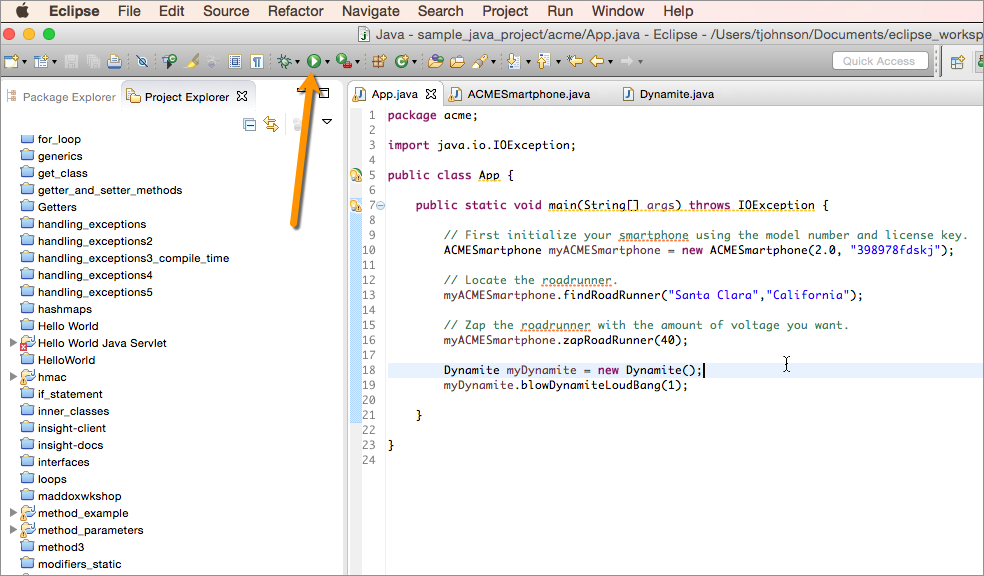 Eclipse File Edit Source Refactor Navigate Search Project Run Window Help
Java - sample_java_project/acme/App.java - Eclipse - /Users/tjohnson/Documents/eclipse_worksp
Quick Access
Package Explorer Project Explorer
App.java ACMESmartphone.java Dynamite.java
for_loop
generics
get_class
getter_and_setter_methods
Getters
handling_exceptions
handling_exceptions2
handling_exceptions3_compile_time
handling_exceptions4
handling_exceptions5
hashmaps
Hello World
Hello World Java Servlet
HelloWorld
hmac
if_statement
inner_classes
insight-client
insight-docs
interfaces
loops
maddoxwkshop
method_example
method_parameters
method3
modifiers_static
1 package acme;
2
3 import java.io.IOException;
4
5 public class App {
6
7 public static void main(String[] args) throws IOException {
8
9 // First initialize your smartphone using the model number and license key.
10 ACMESmartphone myACMESmartphone = new ACMESmartphone(2.0, "398978fdskj");
11
12 // Locate the roadrunner.
13 myACMESmartphone.findRoadRunner("Santa Clara","California");
14
15 // Zap the roadrunner with the amount of voltage you want.
16 myACMESmartphone.zapRoadRunner(40);
17
18 Dynamite myDynamite = new Dynamite();
19 myDynamite.blowDynamiteLoudBang(1);
20
21 }
22
23 }
24